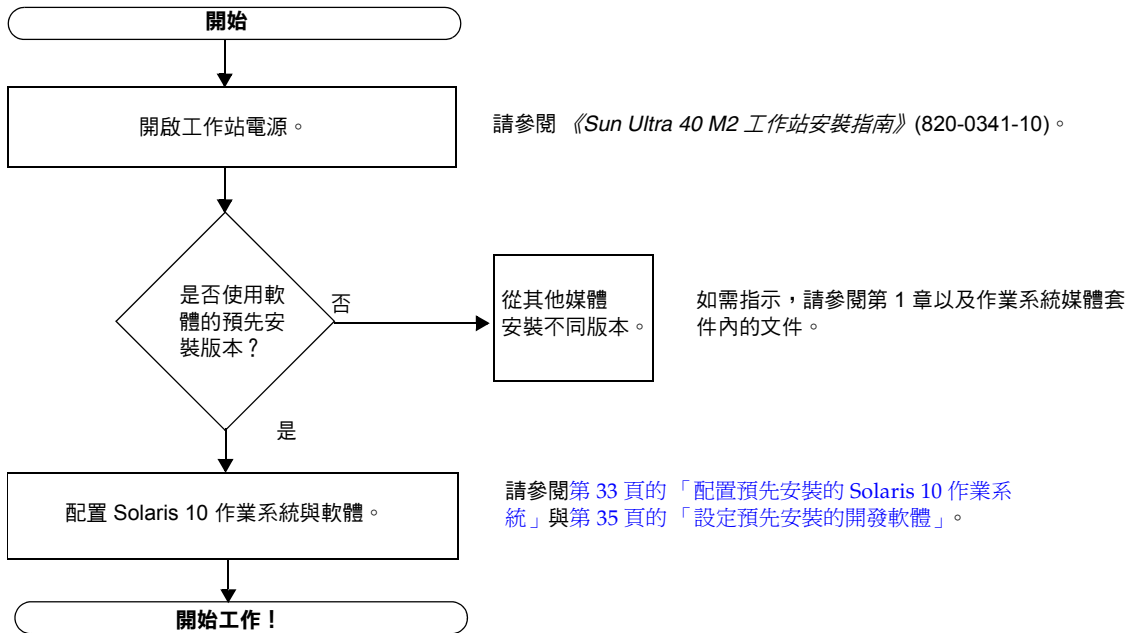 開始
開啟工作站電源。
請參閱 《Sun Ultra 40 M2 工作站安裝指南》(820-0341-10)。
是否使用軟
體的預先安
裝版本？
否
從其他媒體
安裝不同版本。
如需指示，請參閱第 1 章以及作業系統媒體套
件內的文件。
是
配置 Solaris 10 作業系統與軟體。
請參閱第 33 頁的 「配置預先安裝的 Solaris 10 作業系
統」與第 35 頁的 「設定預先安裝的開發軟體」。
開始工作！